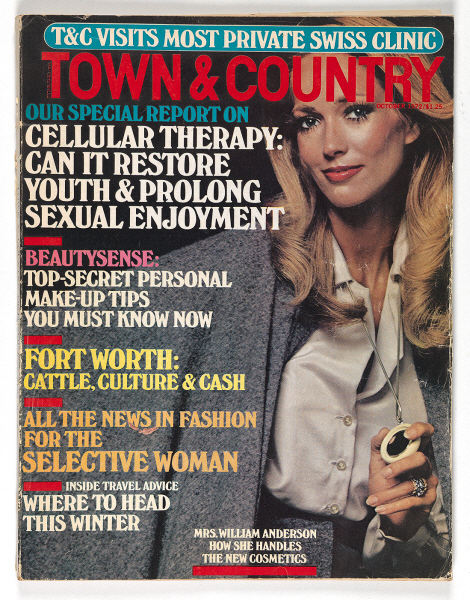 T&C VISITS MOST PRIVATE SWISS CLINIC
TOWN & COUNTRY
OCTOBER 1972/$1.25
OUR SPECIAL REPORT ON
CELLULAR THERAPY:
CAN IT RESTORE
YOUTH & PROLONG
SEXUAL ENJOYMENT
BEAUTYSENSE:
TOP-SECRET PERSONAL
MAKE-UP TIPS
YOU MUST KNOW NOW
FORT WORTH:
CATTLE, CULTURE & CASH
ALL THE NEWS IN FASHION
FOR THE
SELECTIVE WOMAN
INSIDE TRAVEL ADVICE
WHERE TO HEAD
THIS WINTER
MRS. WILLIAM ANDERSON
HOW SHE HANDLES
THE NEW COSMETICS